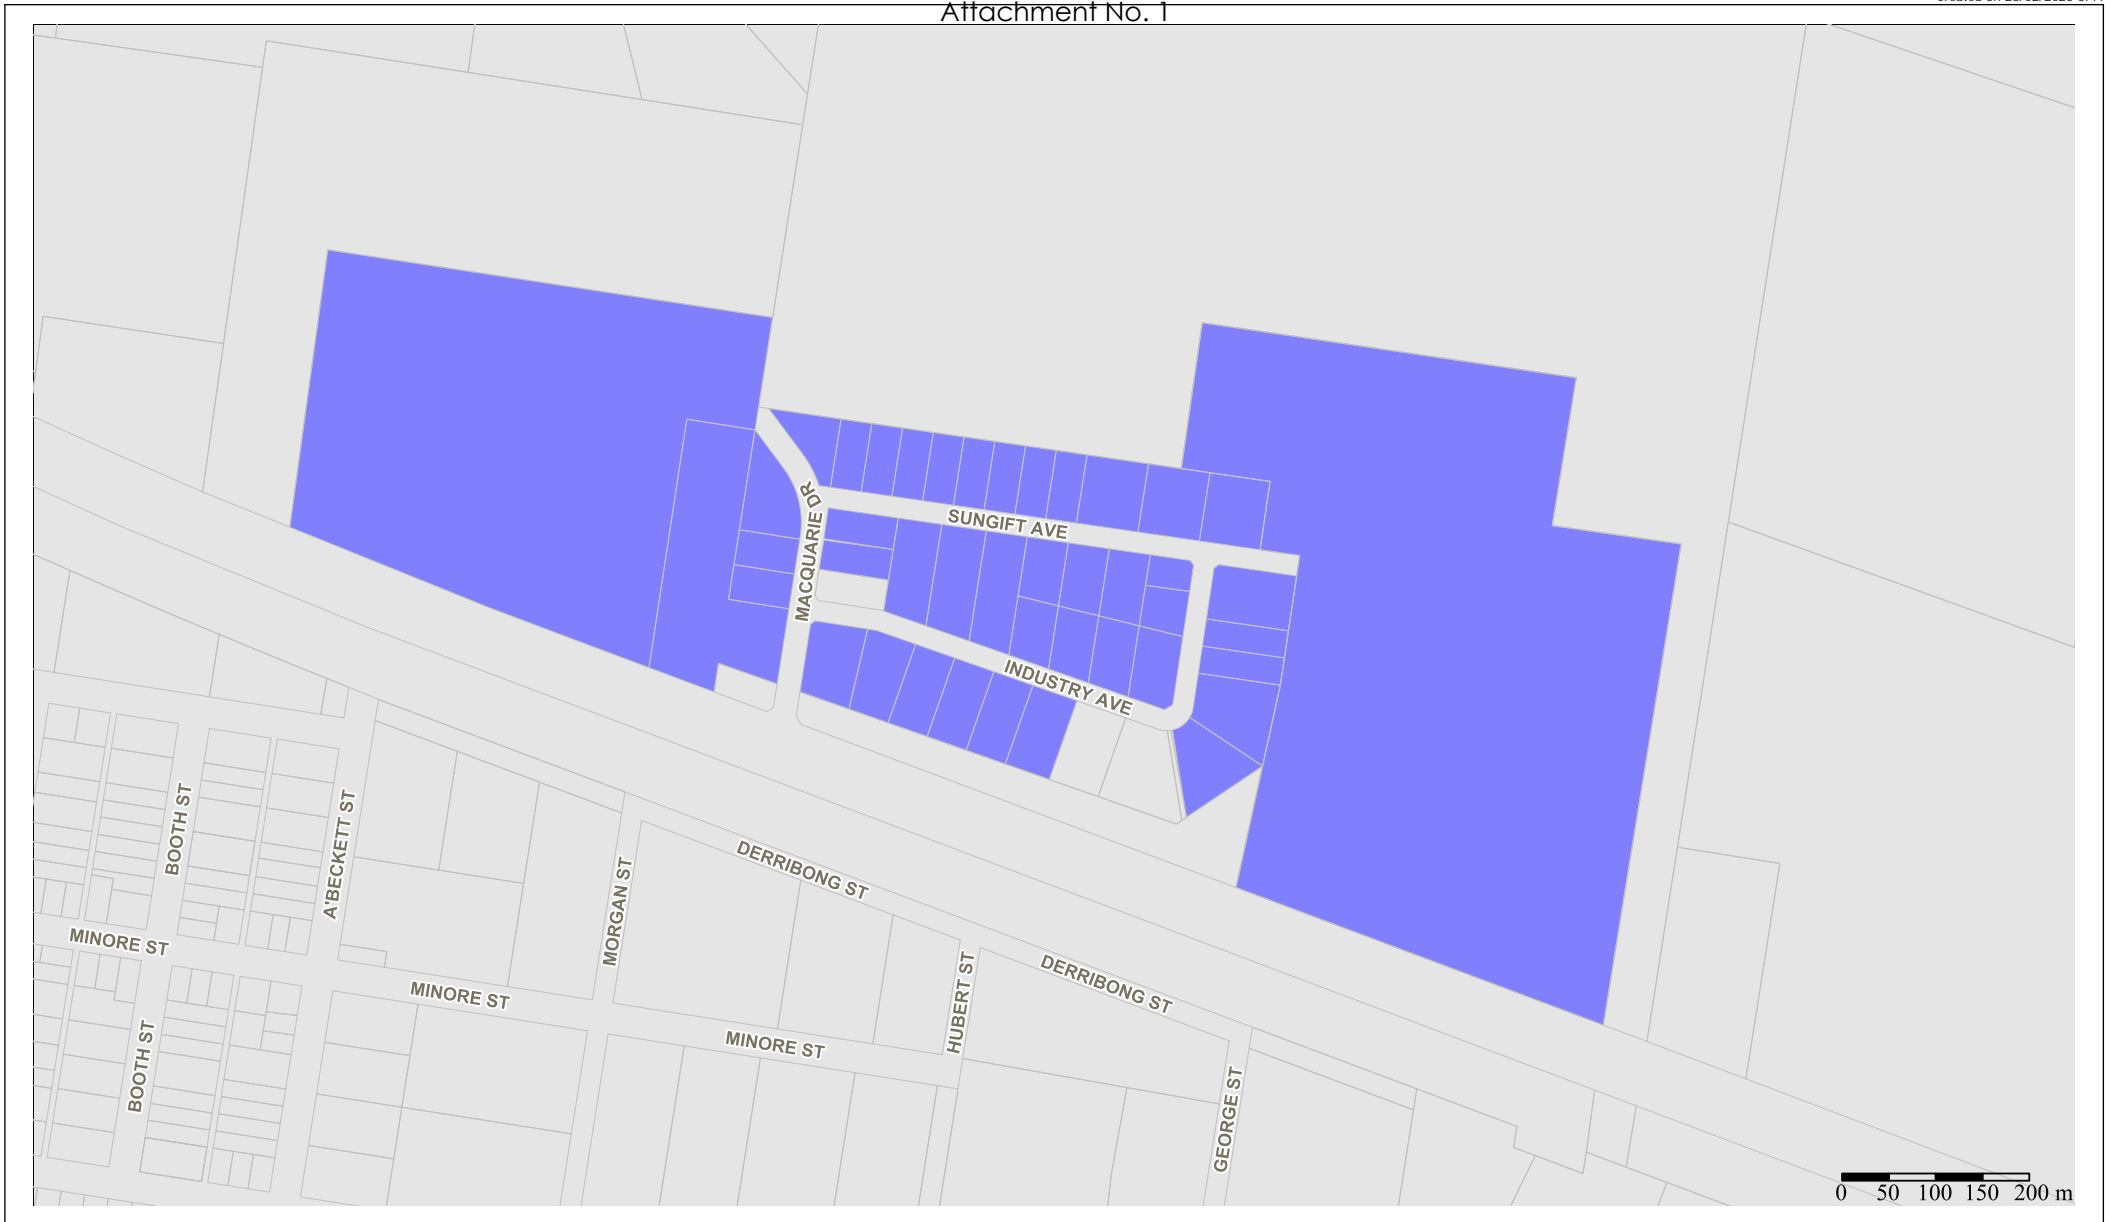 Attachment No. 1
MACQUARIE DR
SUNGIFT AVE
INDUSTRY AVE
BOOTH ST
A'BECKETT ST
MORGAN ST
DERRIBONG ST
MINORE ST
HUBERT ST
DERRIBONG ST
MINORE ST
MINORE ST
BOOTH ST
GEORGE ST
0 50 100 150 200 m